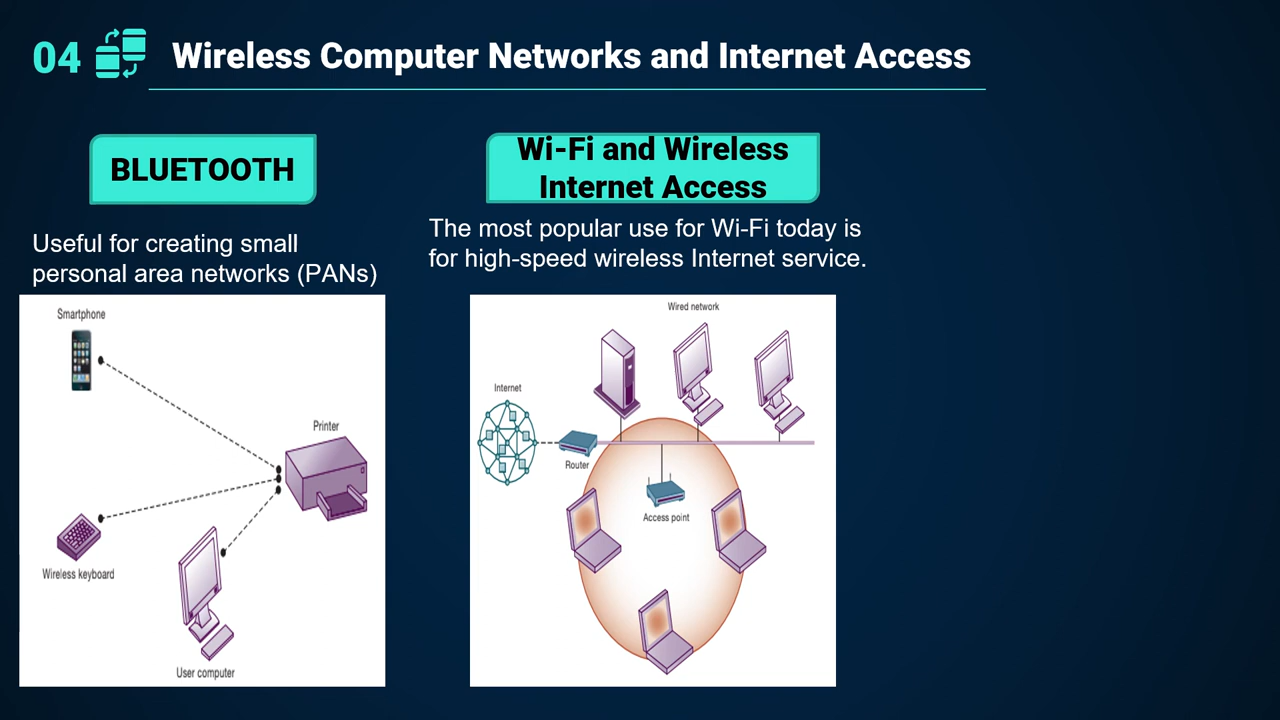 04
Wireless Computer Networks and Internet Access
BLUETOOTH
Useful for creating small
personal area networks (PANs)
Smartphone
Printer
Wireless keyboard
User computer
Wi-Fi and Wireless
Internet Access
The most popular use for Wi-Fi today is
for high-speed wireless Internet service.
Wired network
Internet
Router
Access point